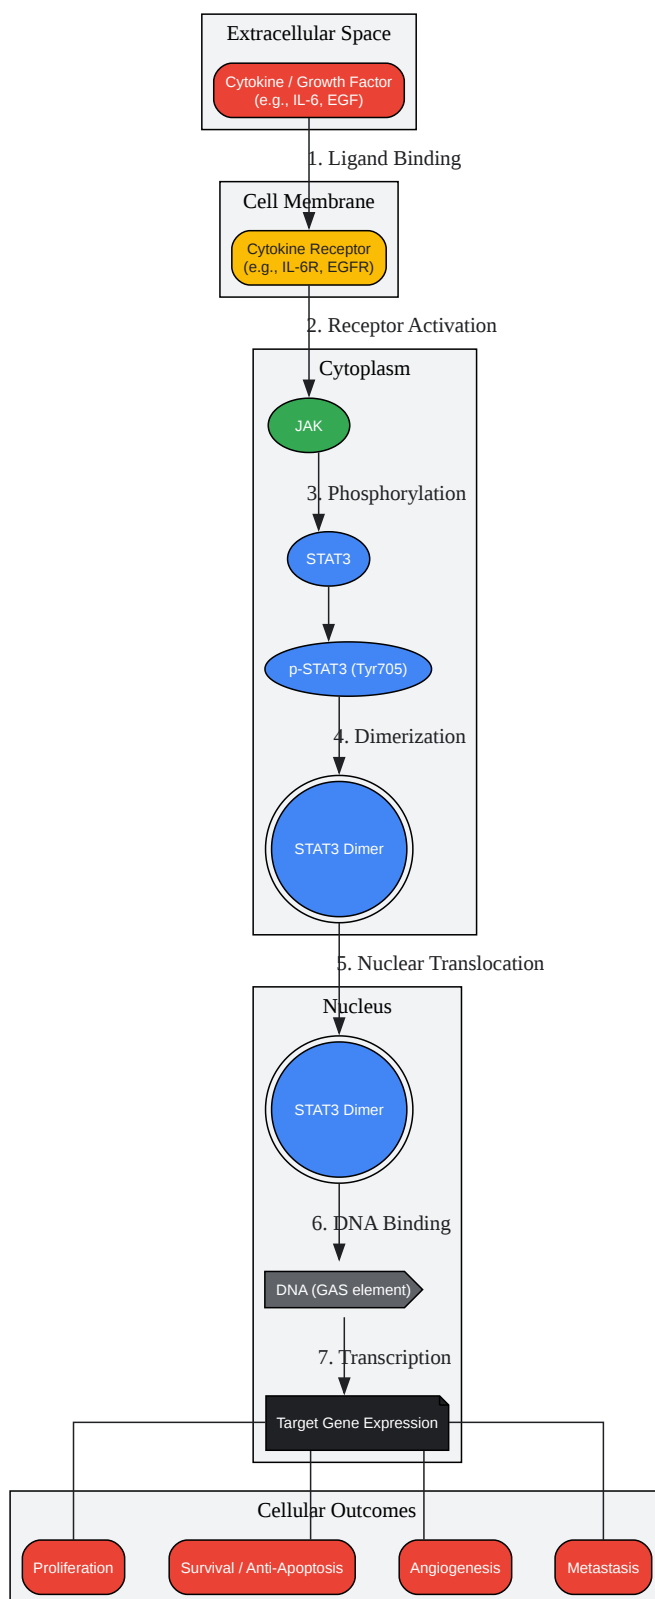 Extracellular Space
Cytokine / Growth Factor
(e.g., IL-6, EGF)
1. Ligand Binding
Cell Membrane
Cytokine Receptor
(e.g., IL-6R, EGFR)
2. Receptor Activation
Cytoplasm
JAK
3. Phosphorylation
STAT3
p-STAT3 (Tyr705)
4. Dimerization
STAT3 Dimer
5. Nuclear Translocation
Nucleus
STAT3 Dimer
6. DNA Binding
DNA (GAS element)
7. Transcription
Target Gene Expression
Cellular Outcomes
Proliferation
Survival / Anti-Apoptosis
Angiogenesis
Metastasis